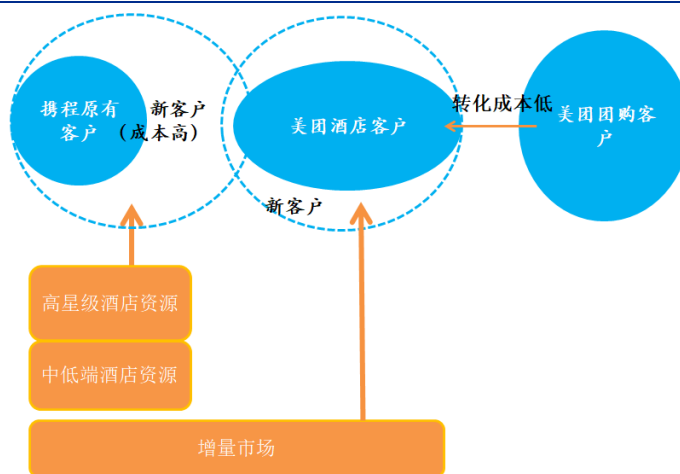 携程原有
客户
新客户
（成本高）
美团酒店客户
转化成本低
美团团购客
户
新客户
高星级酒店资源
中低端酒店资源
增量市场